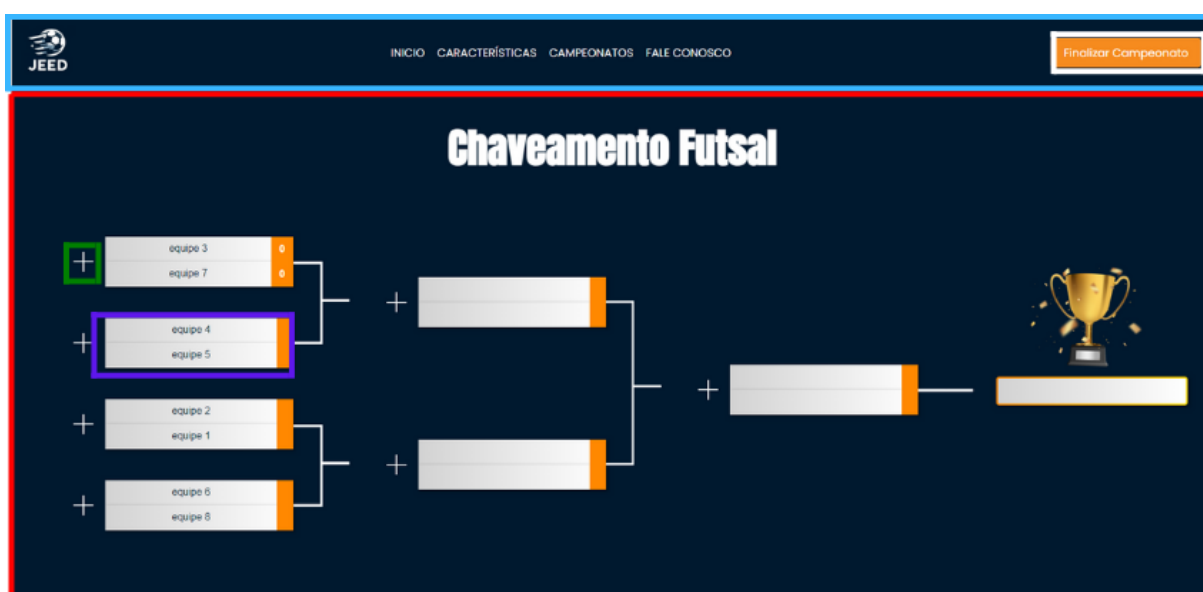 JEED
INICIO CARACTERÍSTICAS CAMPEONATOS FALE CONOSCO
Finalizar Campeonato
Chaveamento Futsal
equipe 3 0
equipe 7 0
equipe 4
equipe 5
equipe 2
equipe 1
equipe 6
equipe 8